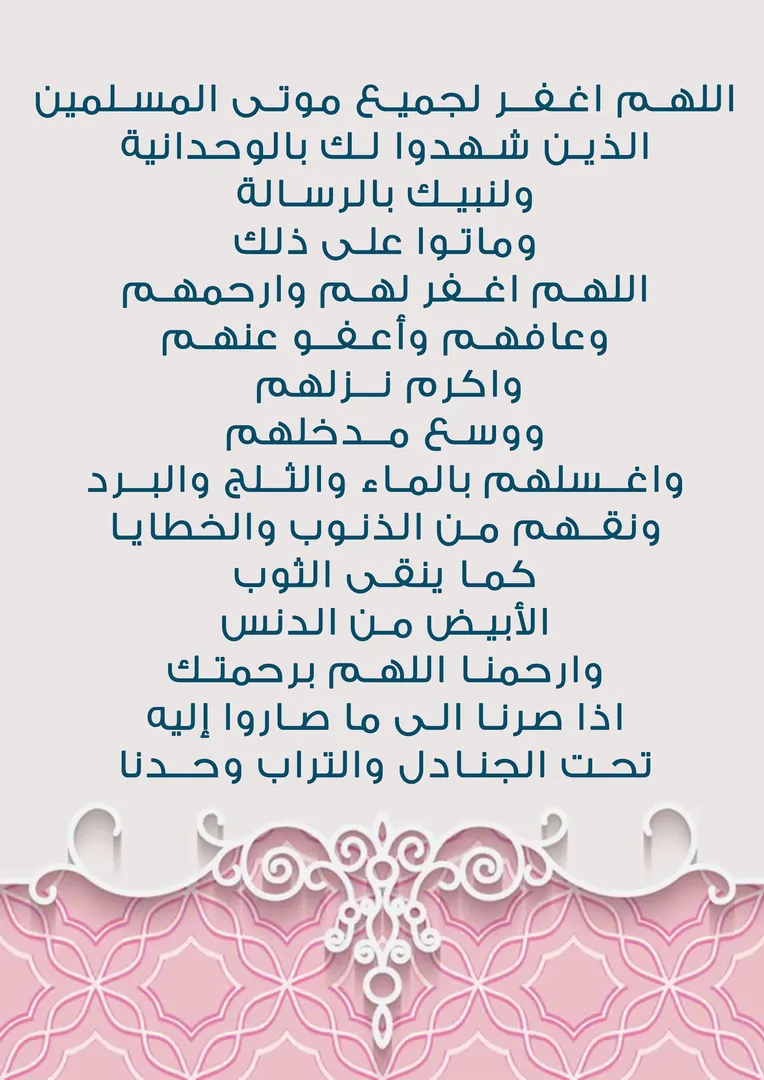 اللهم اغفر لجميع موتى المسلمين
الذين شهدوا لك بالوحدانية
ولنبيك بالرسالة
وماتوا على ذلك
اللهم اغفر لهم وارحمهم
وعافهم وأعفو عنهم
واكرم نزلهم
ووسع مدخلهم
واغسلهم بالماء والثلج والبرد
ونقهم من الذنوب والخطايا
كما ينقى الثوب
الأبيض من الدنس
وارحمنا اللهم برحمتك
اذا صرنا الى ما صاروا إليه
تحت الجنادل والتراب وحدنا